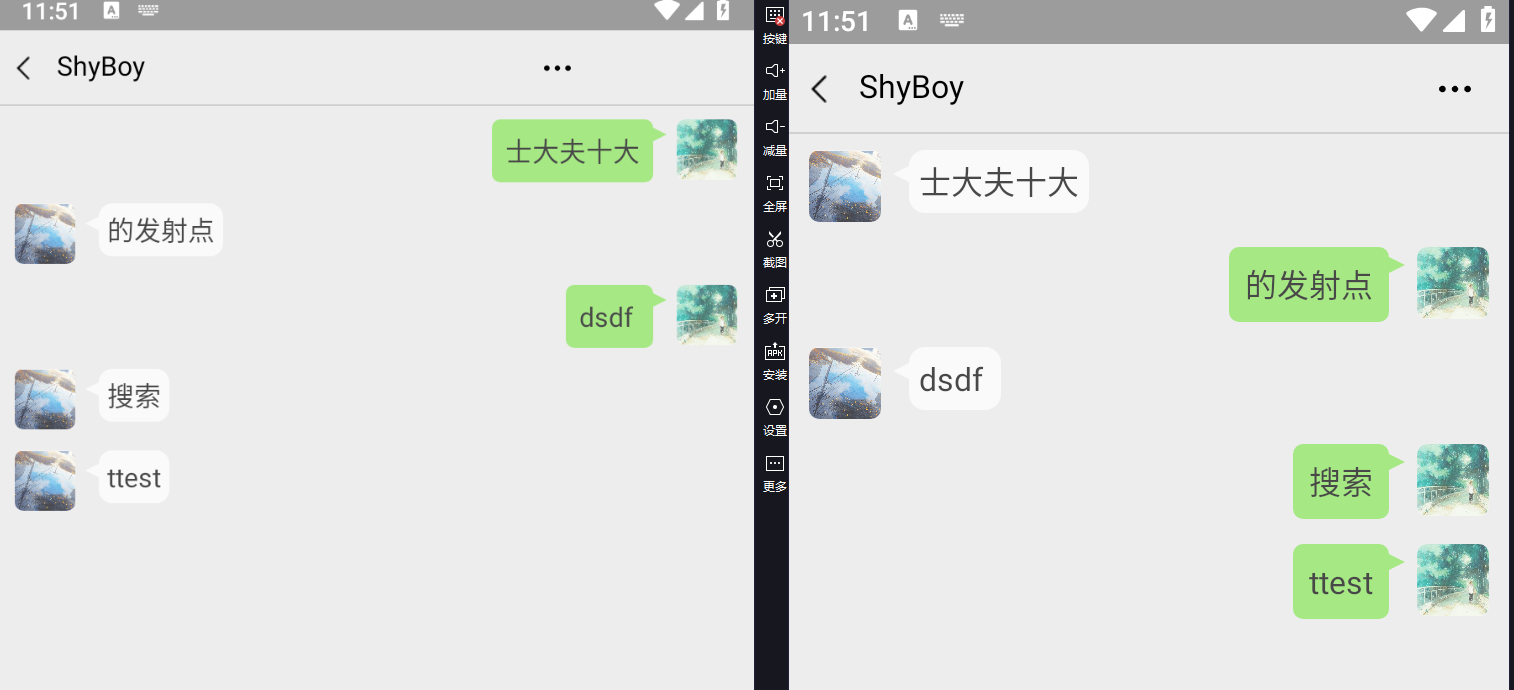 11:51
ShyBoy
士大夫十大
的发射点
dsdf
搜索
ttest
按键
加量
减量
全屏
截图
多开
APK
安装
设置
更多
11:51
ShyBoy
士大夫十大
的发射点
dsdf
搜索
ttest